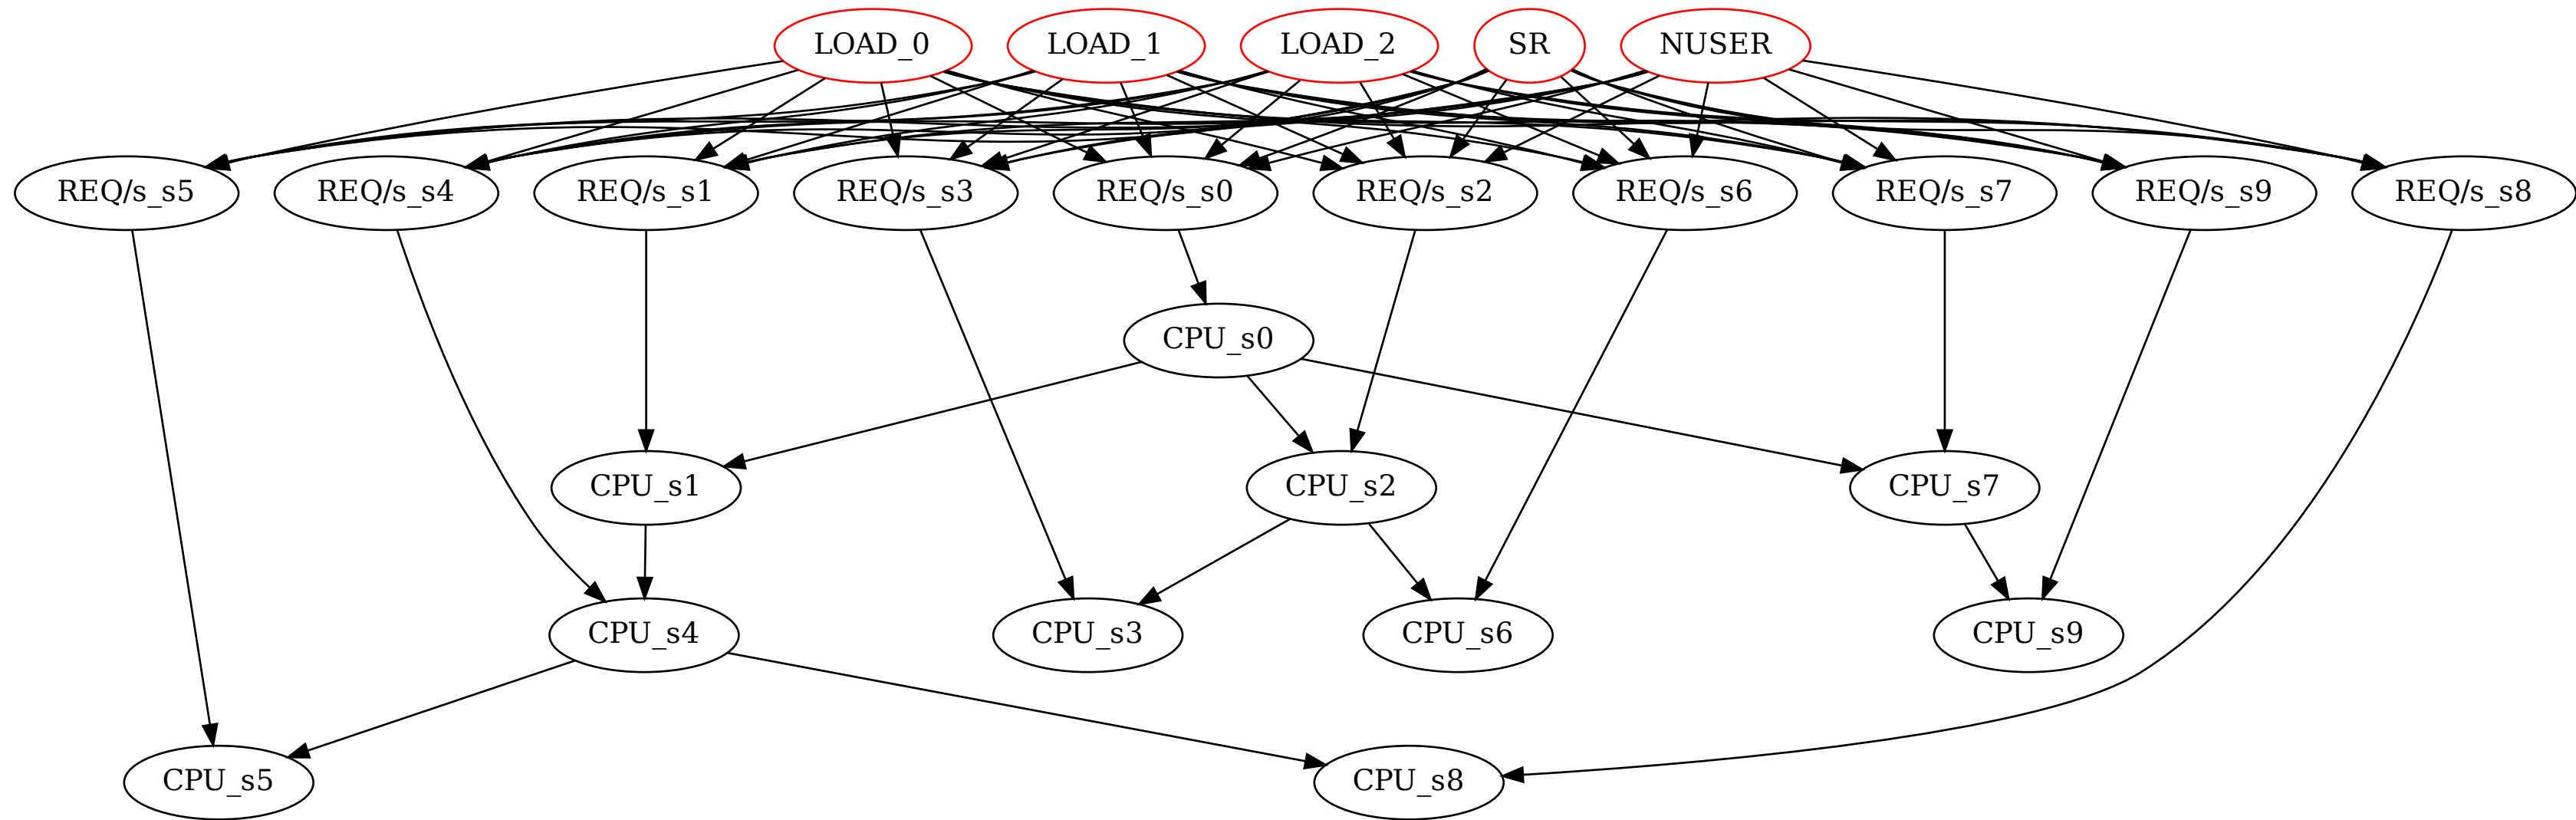 LOAD_0 LOAD_1 LOAD_2 SR NUSER
REQ/s_s5 REQ/s_s4 REQ/s_s1 REQ/s_s3 REQ/s_s0 REQ/s_s2 REQ/s_s6 REQ/s_s7 REQ/s_s9 REQ/s_s8
CPU_s0
CPU_s1 CPU_s2 CPU_s7
CPU_s4 CPU_s3 CPU_s6 CPU_s9
CPU_s5 CPU_s8